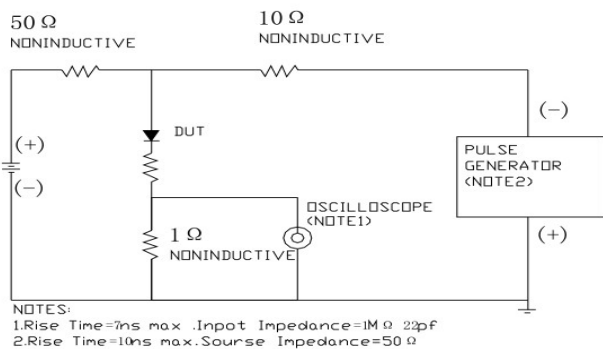 50 Ω
NONINDUCTIVE
10 Ω
NONINDUCTIVE
(+)
(-)
DUT
1 Ω
NONINDUCTIVE
OSCILLOSCOPE
(NOTE1)
(-)
PULSE
GENERATOR
(NOTE2)
(+)
NOTES:
1.Rise Time=7ns max .Inpot Impedance=1M Ω 22pf
2.Rise Time=10ns max.Sourse Impedance=50 Ω